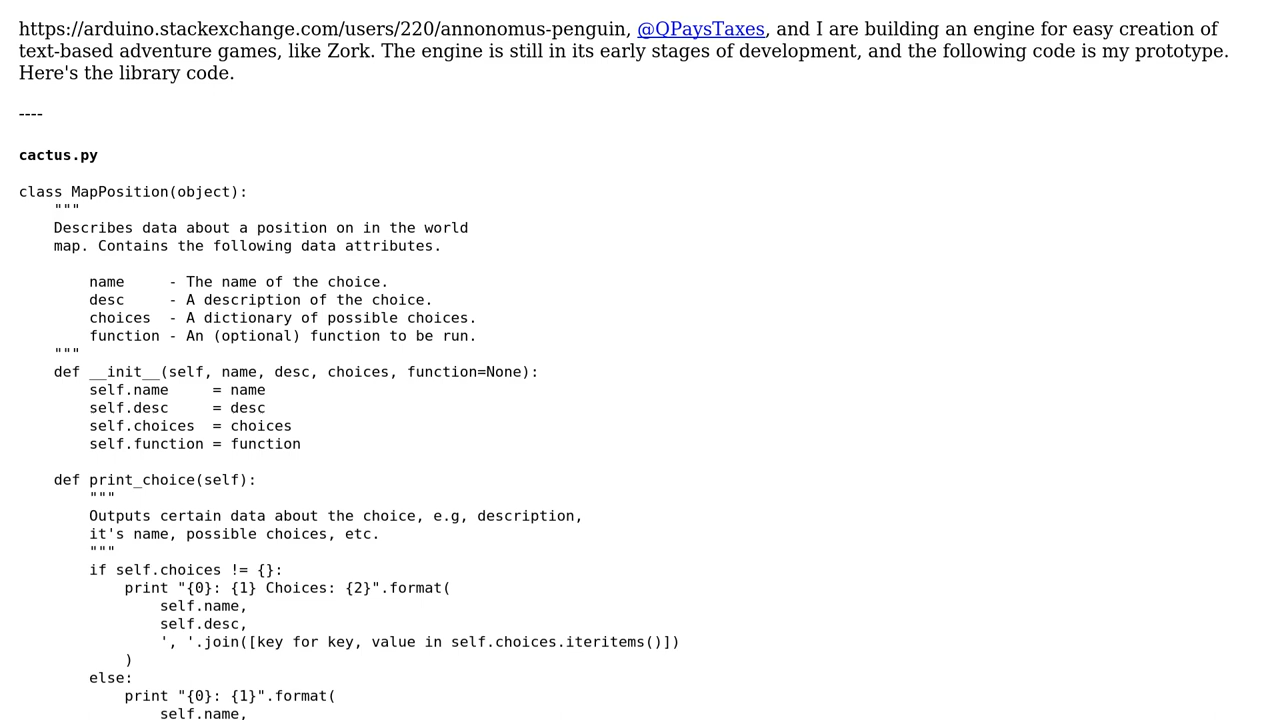 https://arduino.stackexchange.com/users/220/annonomus-penguin, @QPaysTaxes, and I are building an engine for easy creation of
text-based adventure games, like Zork. The engine is still in its early stages of development, and the following code is my prototype.
Here's the library code.
----
cactus.py
class MapPosition(object):
    """
    Describes data about a position on in the world
    map. Contains the following data attributes.
        name     - The name of the choice.
        desc     - A description of the choice.
        choices  - A dictionary of possible choices.
        function - An (optional) function to be run.
    """
    def __init__(self, name, desc, choices, function=None):
        self.name     = name
        self.desc     = desc
        self.choices  = choices
        self.function = function
    def print_choice(self):
        """
        Outputs certain data about the choice, e.g, description,
        it's name, possible choices, etc.
        """
        if self.choices != {}:
            print "{0}: {1} Choices: {2}".format(
                self.name,
                self.desc,
                ', '.join([key for key, value in self.choices.iteritems()])
            )
        else:
            print "{0}: {1}".format(
                self.name,